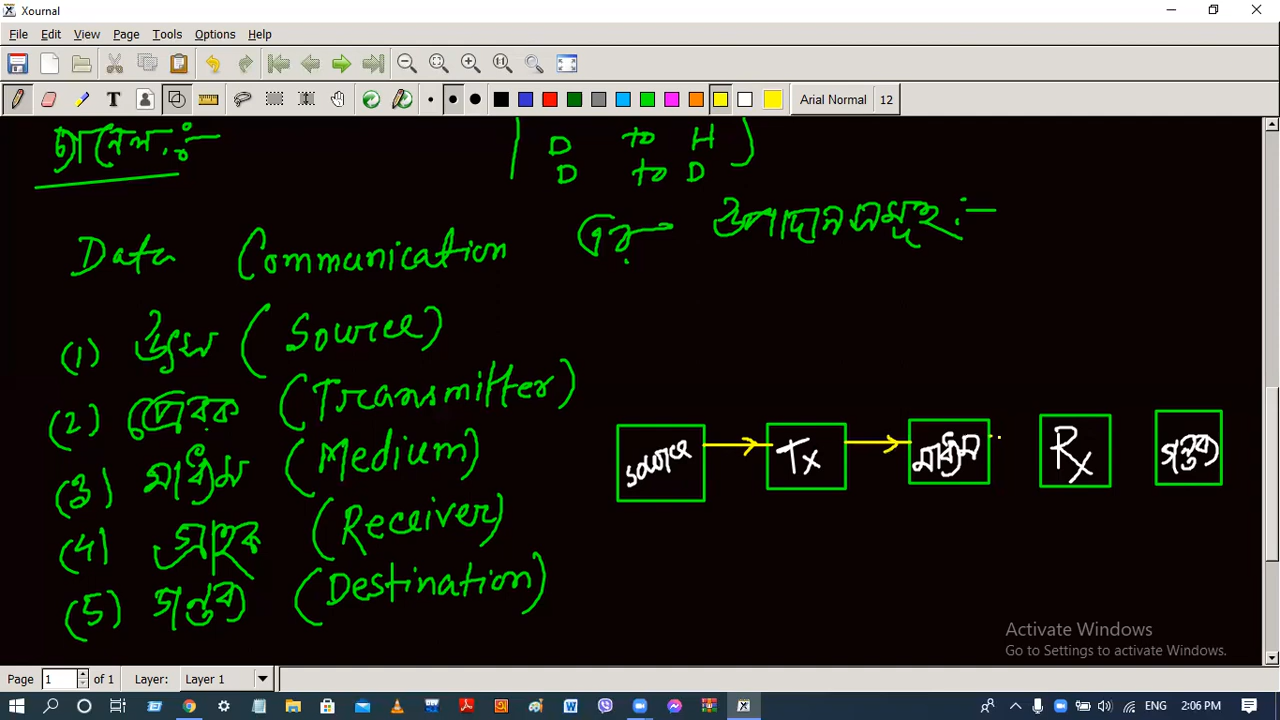 Xournal
File Edit View Page Tools Options Help
Arial Normal 12
চ্যানেল :-
D to H
D to D
Data Communication এর উপাদানসমূহ :-
(1) উৎস (Source)
(2) প্রেরক (Transmitter)
(3) মাধ্যম (Medium)
(4) গ্রাহক (Receiver)
(5) গন্তব্য (Destination)
source Tx মাধ্যম Rx গন্তব্য
Activate Windows
Go to Settings to activate Windows.
Page 1 of 1 Layer: Layer 1
2:06 PM